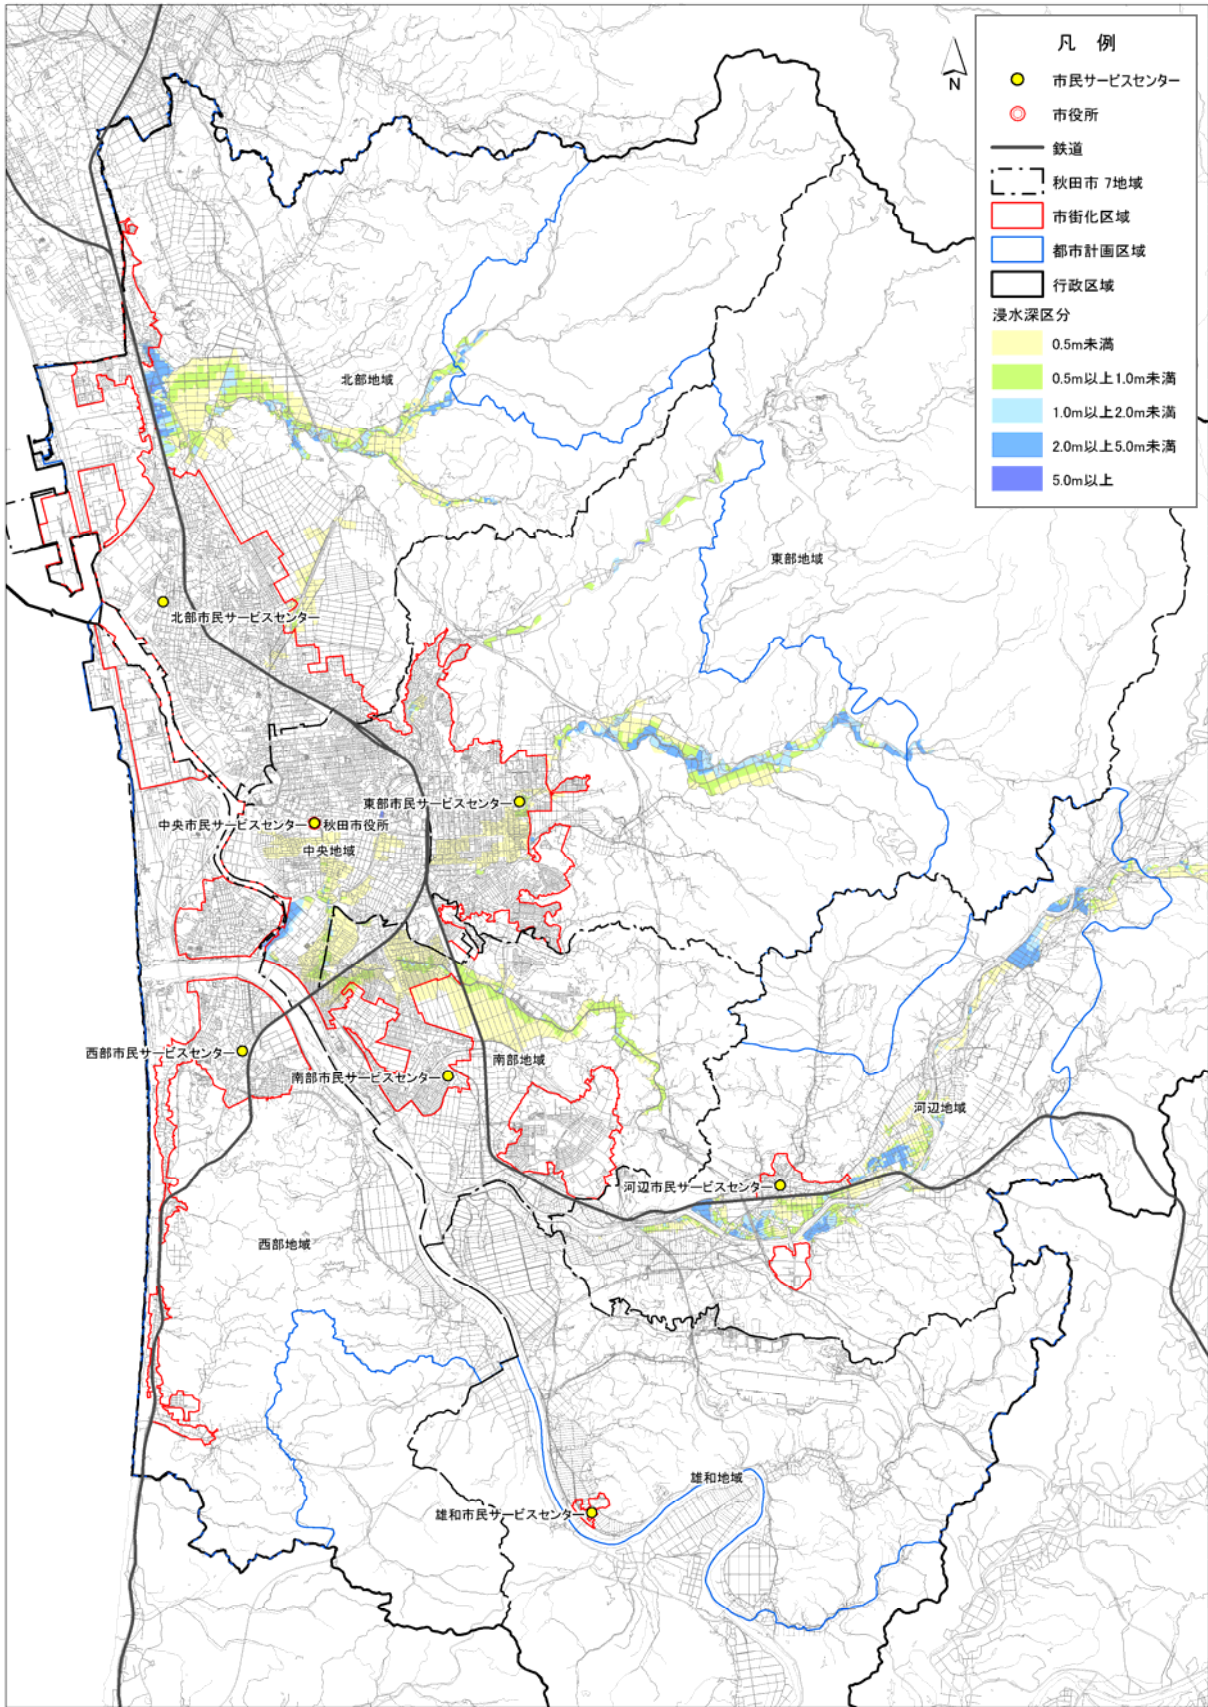 凡 例
市民サービスセンター
市役所
鉄道
秋田市 7地域
市街化区域
都市計画区域
行政区域
浸水深区分
0.5m未満
0.5m以上1.0m未満
1.0m以上2.0m未満
2.0m以上5.0m未満
5.0m以上
N
北部地域
東部地域
北部市民サービスセンター
東部市民サービスセンター
中央市民サービスセンター
秋田市役所
中央地域
西部市民サービスセンター
南部地域
南部市民サービスセンター
河辺地域
河辺市民サービスセンター
西部地域
雄和地域
雄和市民サービスセンター